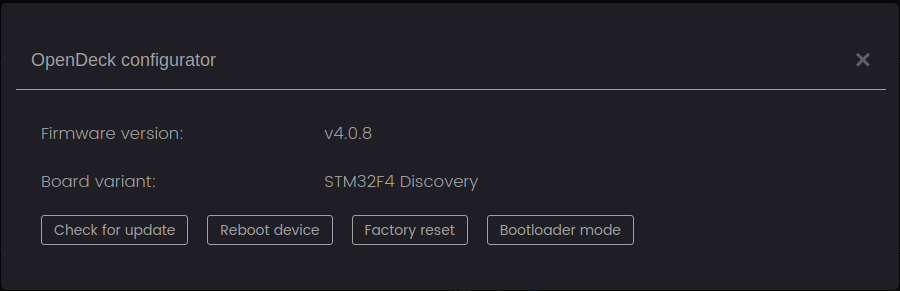 OpenDeck configurator
Firmware version: v4.0.8
Board variant: STM32F4 Discovery
Check for update Reboot device Factory reset Bootloader mode